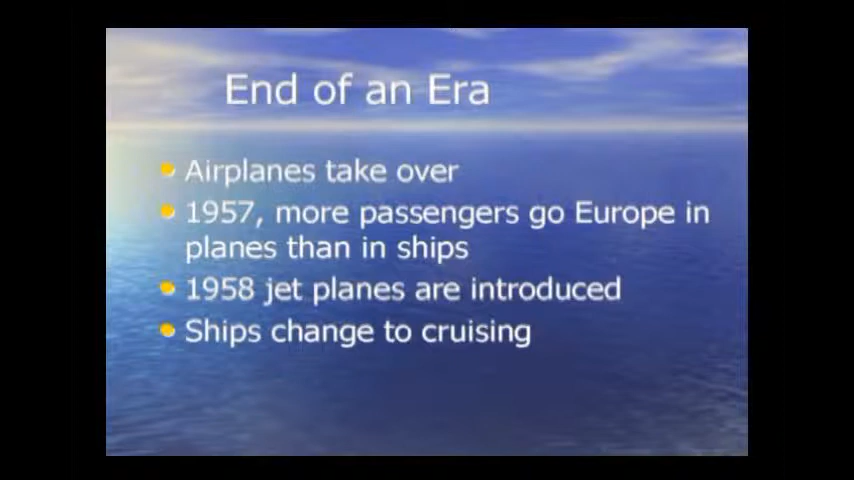 End of an Era
Airplanes take over
1957, more passengers go Europe in
planes than in ships
1958 jet planes are introduced
Ships change to cruising